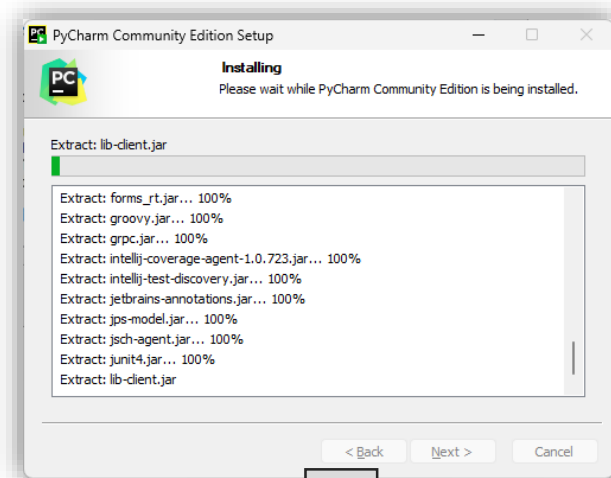 PC PyCharm Community Edition Setup
PC
Installing
Please wait while PyCharm Community Edition is being installed.
Extract: lib-client.jar
Extract: forms_rt.jar... 100%
Extract: groovy.jar... 100%
Extract: grpc.jar... 100%
Extract: intellij-coverage-agent-1.0.723.jar... 100%
Extract: intellij-test-discovery.jar... 100%
Extract: jetbrains-annotations.jar... 100%
Extract: jps-model.jar... 100%
Extract: jsch-agent.jar... 100%
Extract: junit4.jar... 100%
Extract: lib-client.jar
< Back Next > Cancel